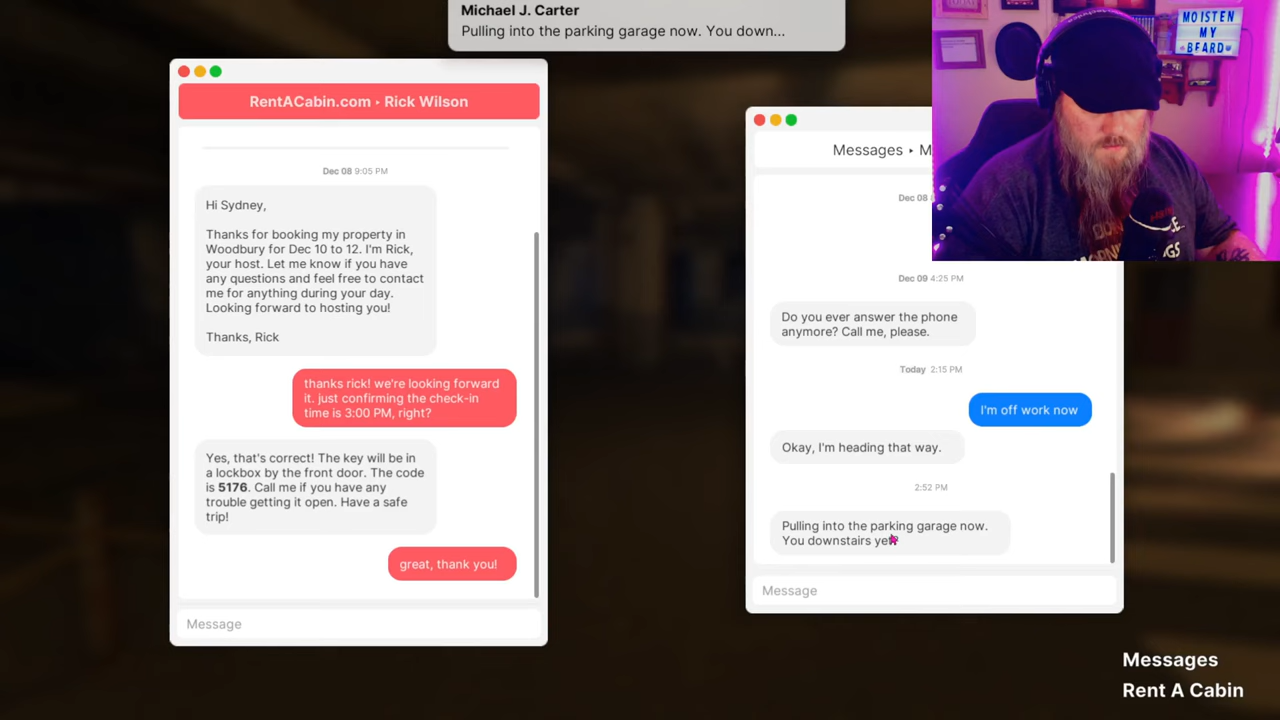 Michael J. Carter
Pulling into the parking garage now. You down...
RentACabin.com ‣ Rick Wilson
Dec 08 9:05 PM
Hi Sydney,
Thanks for booking my property in
Woodbury for Dec 10 to 12. I'm Rick,
your host. Let me know if you have
any questions and feel free to contact
me for anything during your day.
Looking forward to hosting you!
Thanks, Rick
thanks rick! we're looking forward
it. just confirming the check-in
time is 3:00 PM, right?
Yes, that's correct! The key will be in
a lockbox by the front door. The code
is 5176. Call me if you have any
trouble getting it open. Have a safe
trip!
great, thank you!
Message
Messages ‣ M
Dec 08
Dec 09 4:25 PM
Do you ever answer the phone
anymore? Call me, please.
Today 2:15 PM
I'm off work now
Okay, I'm heading that way.
2:52 PM
Pulling into the parking garage now.
You downstairs yet?
Message
Messages
Rent A Cabin
MOISTEN
MY
BEARD